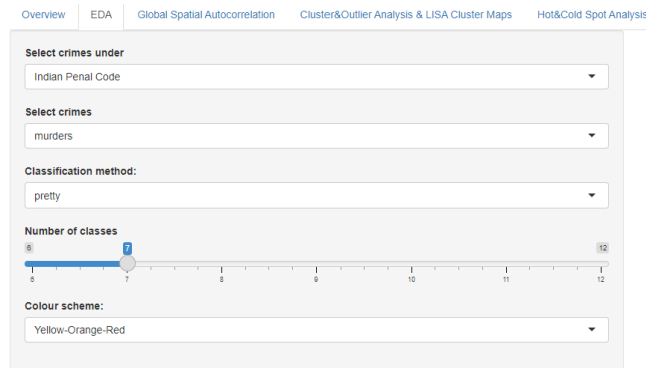 Overview EDA Global Spatial Autocorrelation Cluster&Outlier Analysis & LISA Cluster Maps Hot&Cold Spot Analysis
Select crimes under
Indian Penal Code
Select crimes
murders
Classification method:
pretty
Number of classes
6 7 12
6 7 8 9 10 11 12
Colour scheme:
Yellow-Orange-Red